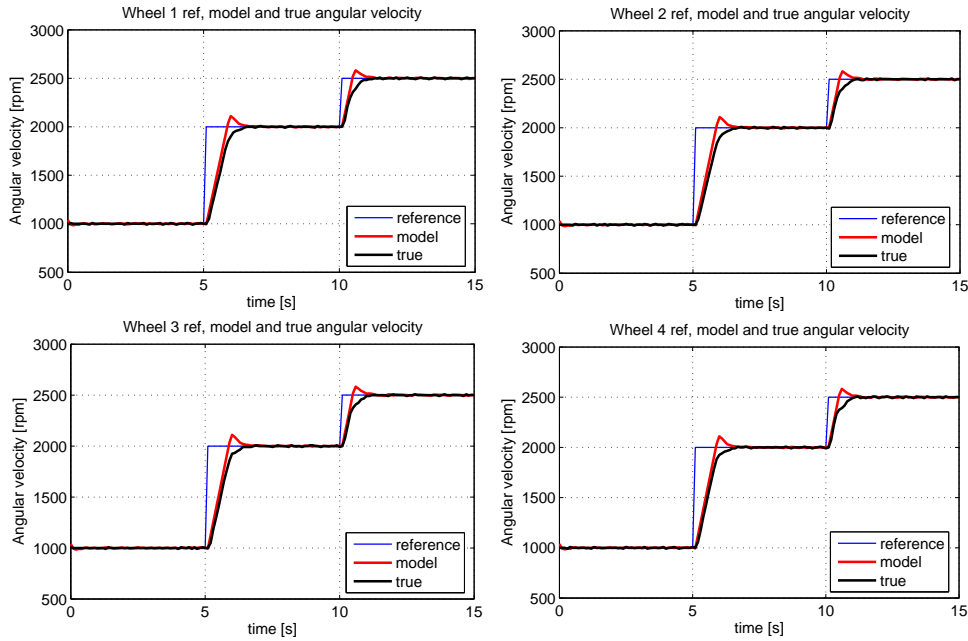 Wheel 1 ref, model and true angular velocity
Angular velocity [rpm]
3000
2500
2000
1500
1000
500
0
5
10
15
time [s]
reference
model
true
Wheel 2 ref, model and true angular velocity
Angular velocity [rpm]
3000
2500
2000
1500
1000
500
0
5
10
15
time [s]
reference
model
true
Wheel 3 ref, model and true angular velocity
Angular velocity [rpm]
3000
2500
2000
1500
1000
500
0
5
10
15
time [s]
reference
model
true
Wheel 4 ref, model and true angular velocity
Angular velocity [rpm]
3000
2500
2000
1500
1000
500
0
5
10
15
time [s]
reference
model
true